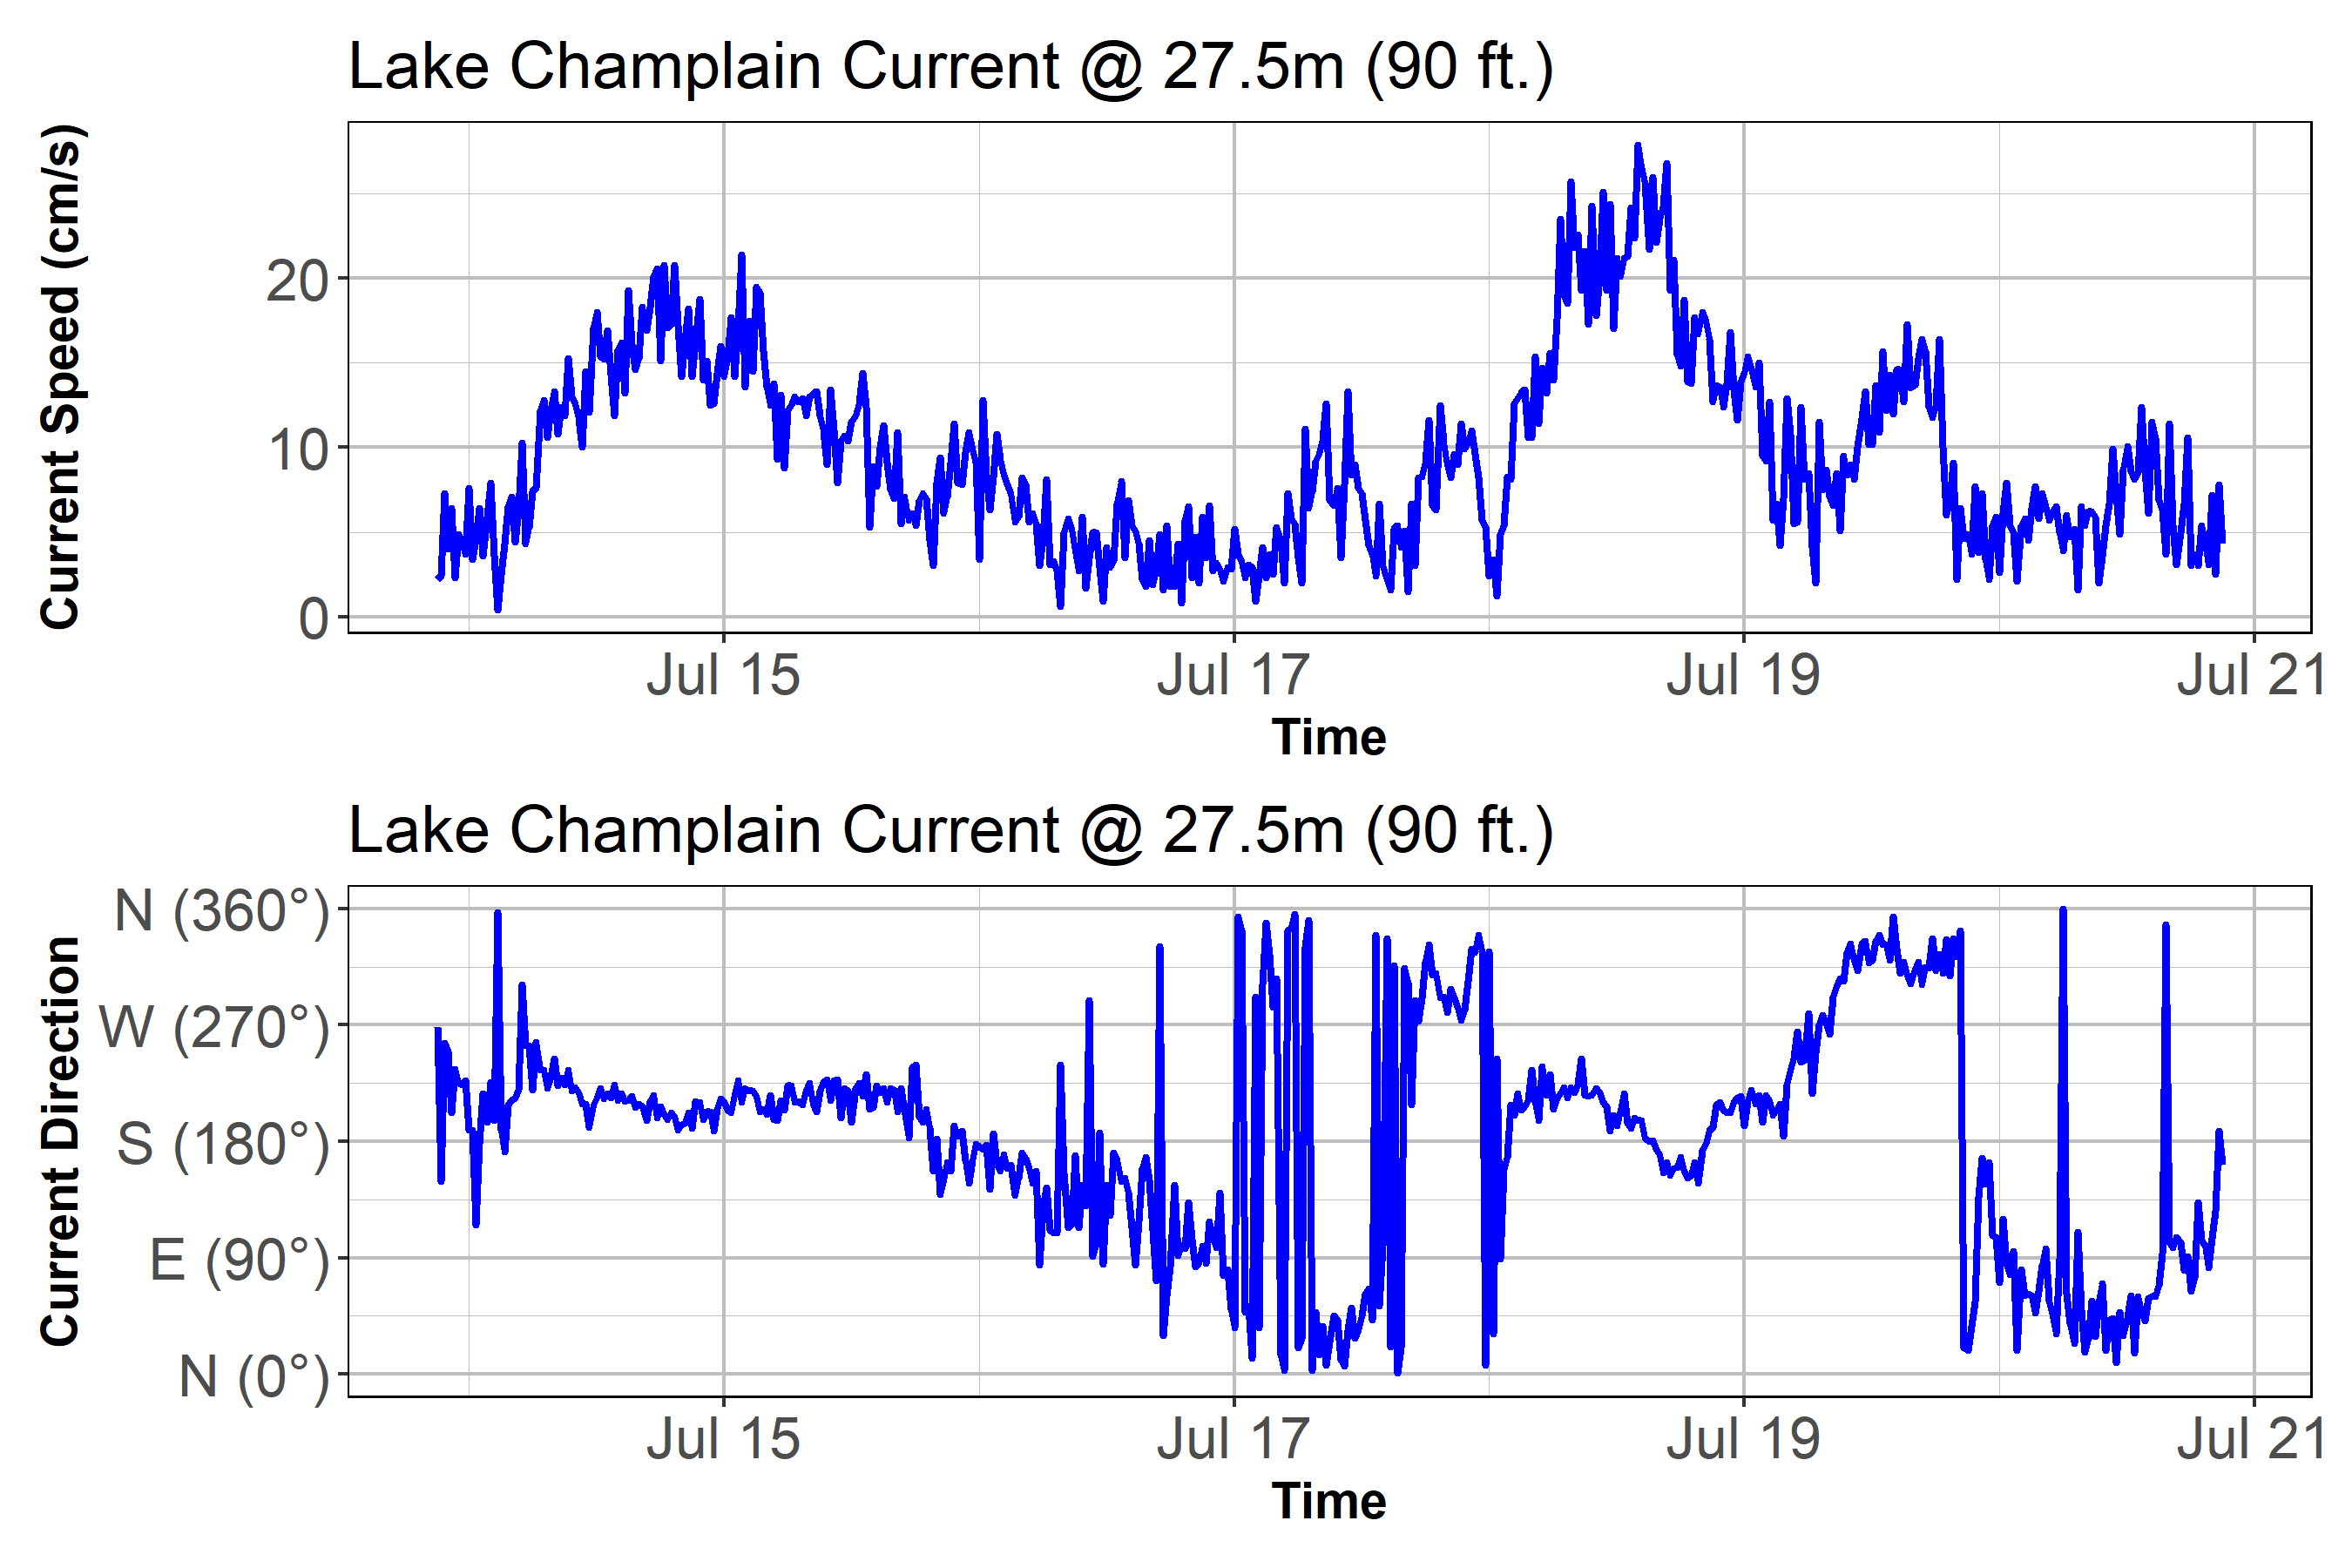 Lake Champlain Current @ 27.5m (90 ft.)
Current Speed (cm/s)
20
10
0
Jul 15 Jul 17 Jul 19 Jul 21
Time
Lake Champlain Current @ 27.5m (90 ft.)
Current Direction
N (360°)
W (270°)
S (180°)
E (90°)
N (0°)
Jul 15 Jul 17 Jul 19 Jul 21
Time